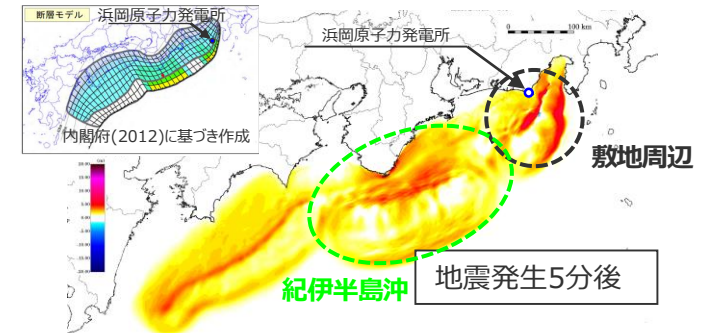 断層モデル
浜岡原子力発電所
内閣府(2012)に基づき作成
0 100 km
浜岡原子力発電所
敷地周辺
紀伊半島沖
地震発生5分後